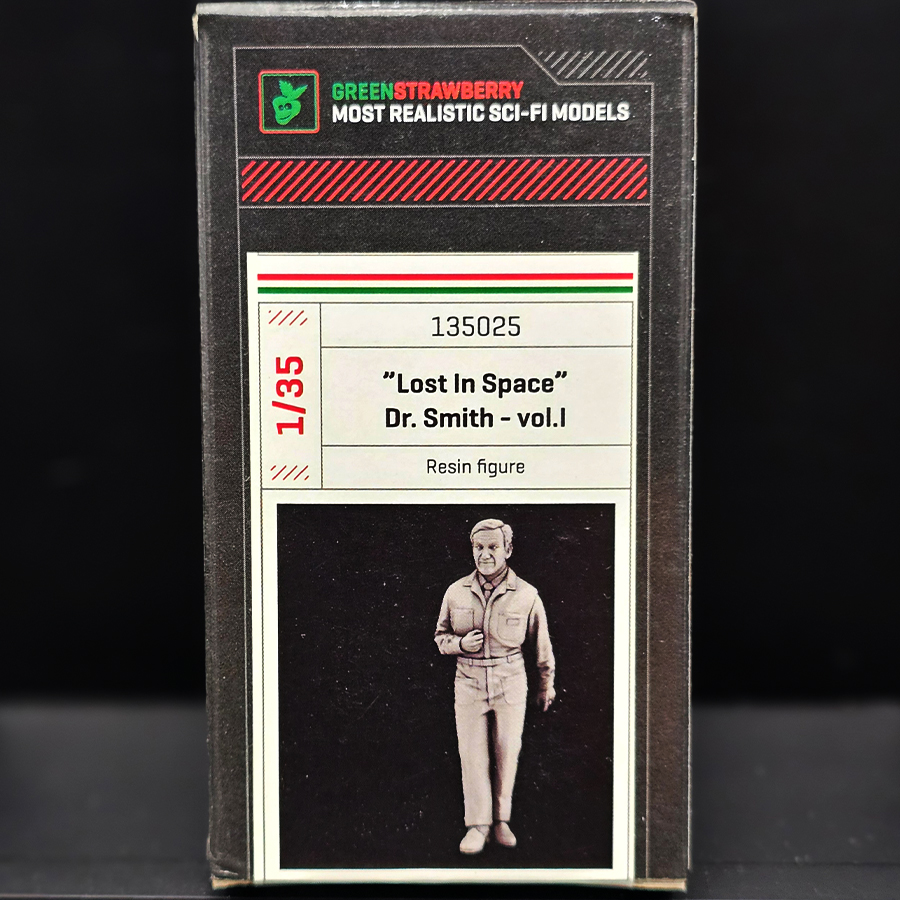 GREENSTRAWBERRY
MOST REALISTIC SCI-FI MODELS
135025
1/35
”Lost In Space”
Dr. Smith - vol.I
Resin figure